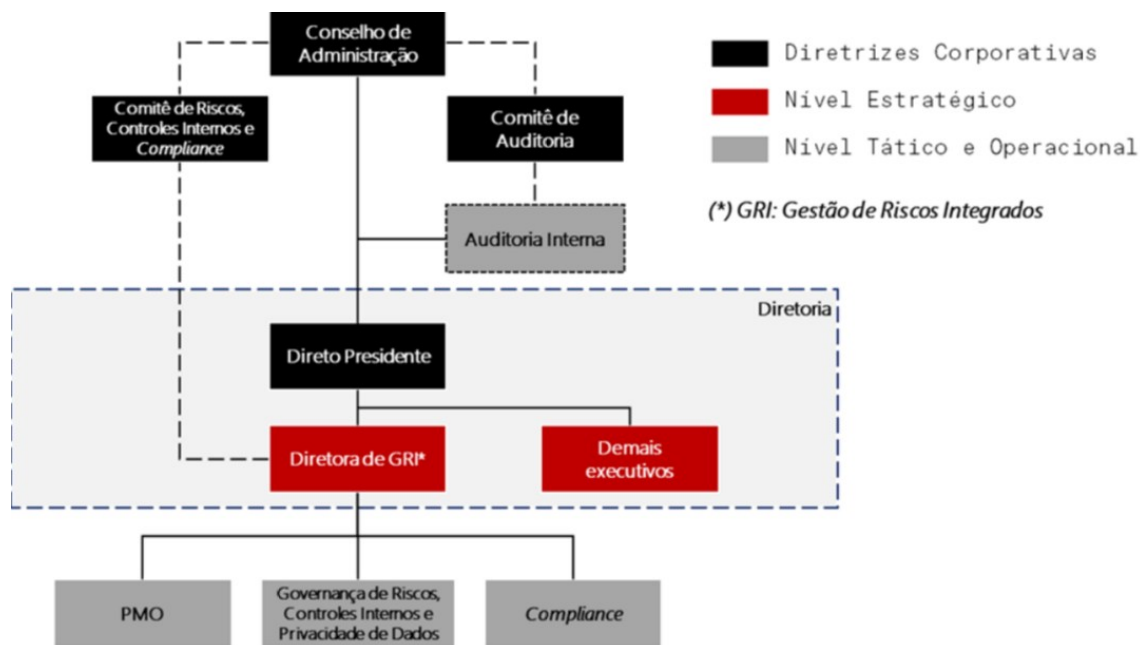 Conselho de
Administração
Comitê de Riscos,
Controles Internos e
Compliance
Comitê de
Auditoria
Auditoria Interna
Diretrizes Corporativas
Nível Estratégico
Nível Tático e Operacional
(*) GRI: Gestão de Riscos Integrados
Diretoria
Direto Presidente
Diretora de GRI*
Demais
executivos
PMO
Governança de Riscos,
Controles Internos e
Privacidade de Dados
Compliance